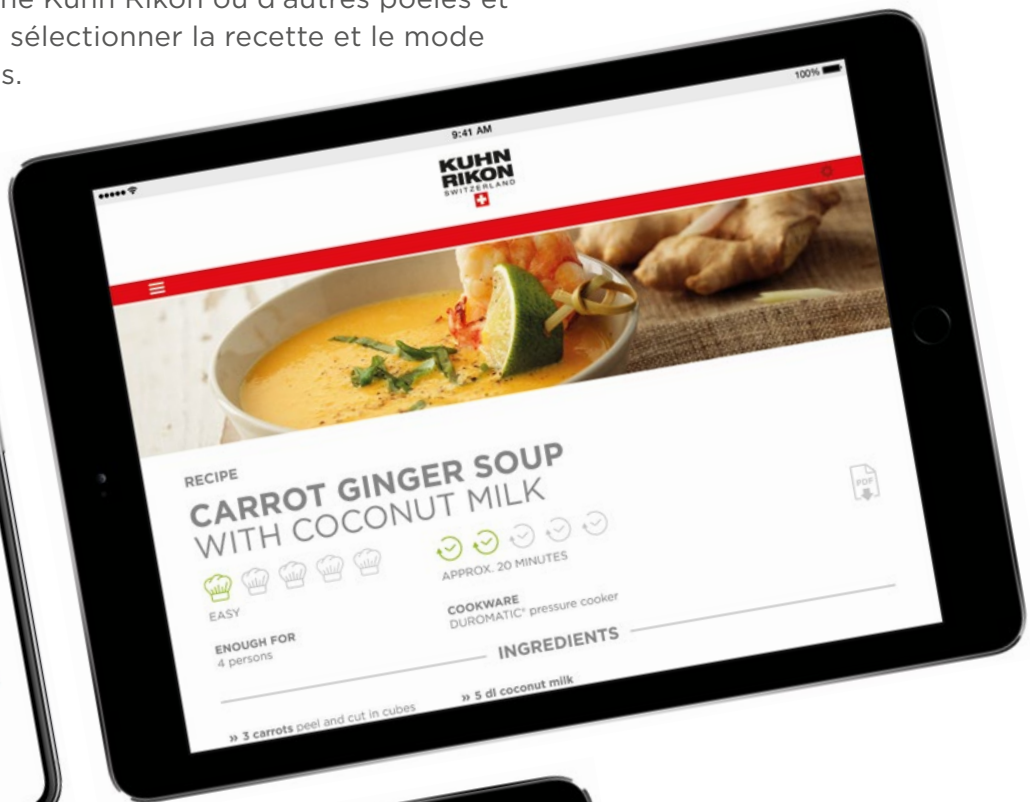 ne Kuhn Rikon ou d'autres poêles et
sélectionner la recette et le mode
s.
9:41 AM
100%
KUHN
RIKON
SWITZERLAND
RECIPE
CARROT GINGER SOUP
WITH COCONUT MILK
EASY
APPROX. 20 MINUTES
PDF
ENOUGH FOR
4 persons
COOKWARE
DUROMATIC® pressure cooker
INGREDIENTS
» 3 carrots peel and cut in cubes
» 5 dl coconut milk